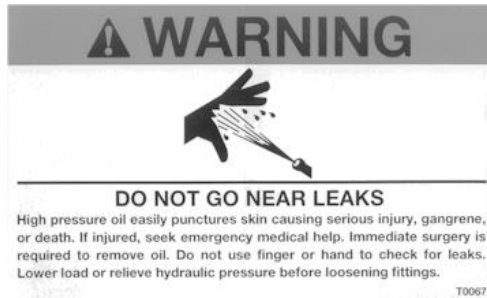 WARNING
DO NOT GO NEAR LEAKS
High pressure oil easily punctures skin causing serious injury, gangrene,
or death. If injured, seek emergency medical help. Immediate surgery is
required to remove oil. Do not use finger or hand to check for leaks.
Lower load or relieve hydraulic pressure before loosening fittings.
T0067